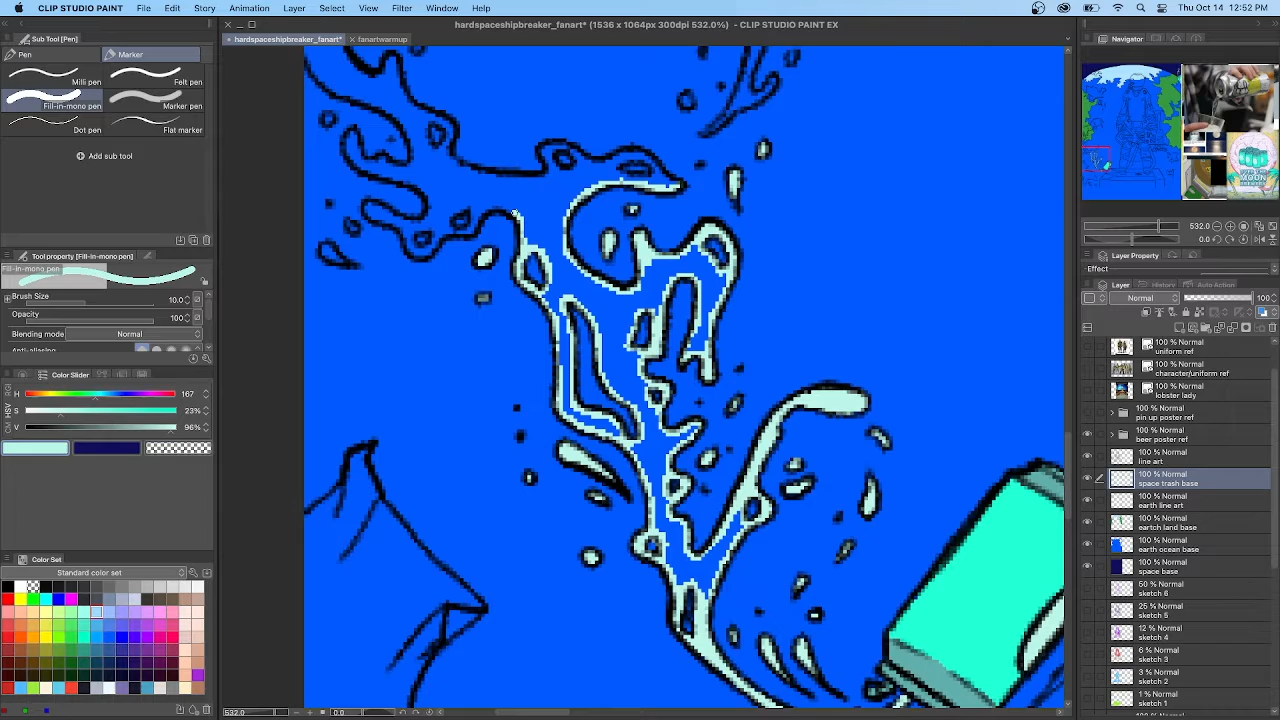 CLIP STUDIO PAINT File Edit Story Animation Layer Select View Filter Window Help Thu Oct 14 12:52 PM
hardspaceshipbreaker_fanart* (1536 x 1064px 300dpi 532.0%) - CLIP STUDIO PAINT EX
Sub Tool [Pen]
Pen
Marker
Milli pen
Felt pen
Fill-in-mono pen
Marker pen
Dot pen
Flat marker
Add sub tool
Tool property [Fill-in-mono pen]
Fill-in-mono pen
Brush Size 10.0
Opacity 100
Blending mode Normal
Anti-aliasing
Color Slider
H 167
S 23%
V 96%
Color Set
Standard color set
hardspaceshipbreaker_fanart*
fanartwarmup
532.0
0.0
Navigator
532.0
0.0
Layer Property
Effect
Layer History Auto Action
Normal 100
100 % Normal
uniform ref
100 % Normal
character/uniform ref
100 % Normal
lobster lady
100 % Normal
pin up poster ref
100 % Normal
beer poster ref
100 % Normal
line art
100 % Normal
space trash base
100 % Normal
earth line art
100 % Normal
eartch land base
100 % Normal
earth ocean base
100 % Normal
space base
50 % Normal
sketch 6
25 % Normal
sketch 5
12 % Normal
sketch 4
6 % Normal
sketch 3
3 % Normal
sketch 2
1 % Normal
sketch 1